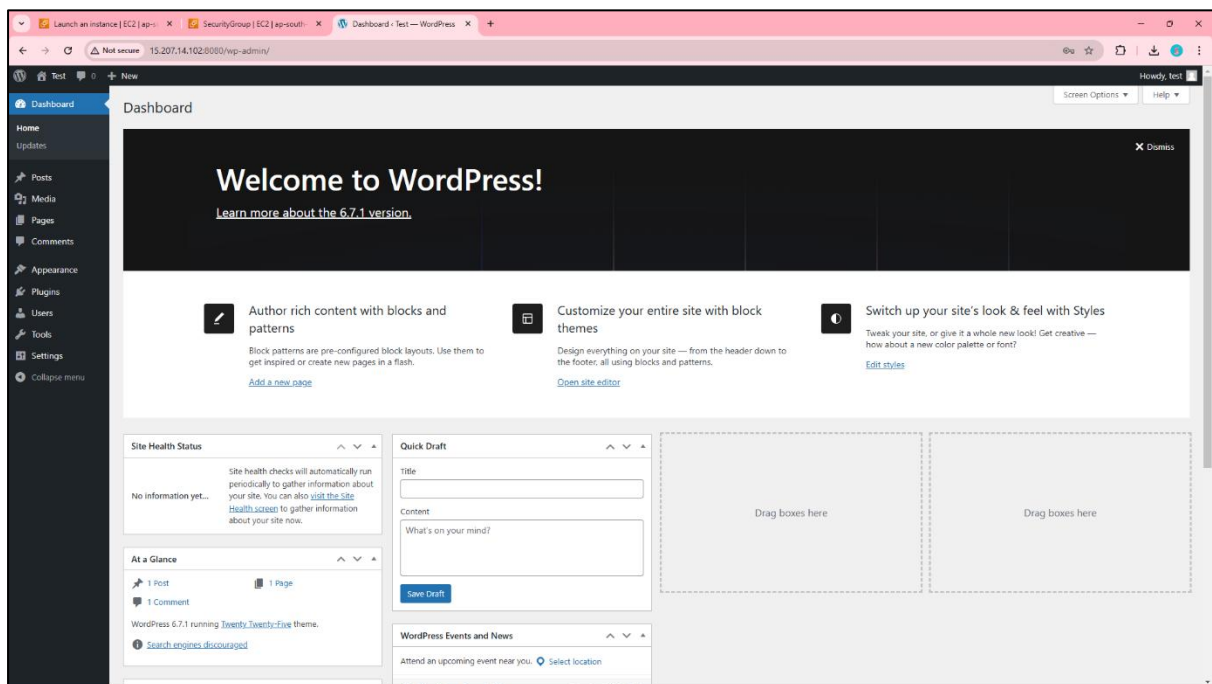 Launch an instance | EC2 | ap-s
SecurityGroup | EC2 | ap-south-
Dashboard ‹ Test — WordPress
Not secure
15.207.14.102:8080/wp-admin/
Test
0
New
Howdy, test
Dashboard
Home
Updates
Posts
Media
Pages
Comments
Appearance
Plugins
Users
Tools
Settings
Collapse menu
Dashboard
Screen Options
Help
Dismiss
Welcome to WordPress!
Learn more about the 6.7.1 version.
Author rich content with blocks and
patterns
Block patterns are pre-configured block layouts. Use them to
get inspired or create new pages in a flash.
Add a new page
Customize your entire site with block
themes
Design everything on your site — from the header down to
the footer, all using blocks and patterns.
Open site editor
Switch up your site's look & feel with Styles
Tweak your site, or give it a whole new look! Get creative —
how about a new color palette or font?
Edit styles
Site Health Status
No information yet...
Site health checks will automatically run
periodically to gather information about
your site. You can also visit the Site
Health screen to gather information
about your site now.
At a Glance
1 Post
1 Page
1 Comment
WordPress 6.7.1 running Twenty Twenty-Five theme.
Search engines discouraged
Quick Draft
Title
Content
What's on your mind?
Save Draft
WordPress Events and News
Attend an upcoming event near you.
Select location
Drag boxes here
Drag boxes here